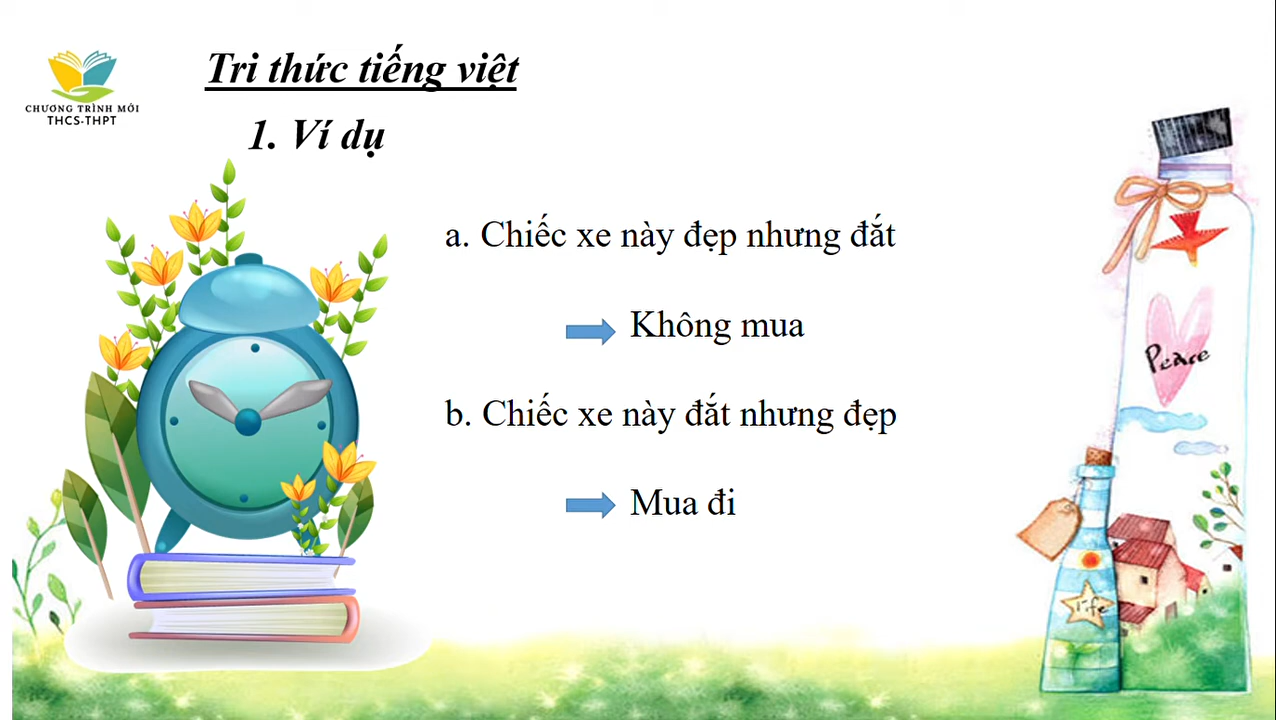 CHƯƠNG TRÌNH MỚI
THCS-THPT
Tri thức tiếng việt
1. Ví dụ
a. Chiếc xe này đẹp nhưng đắt
Không mua
b. Chiếc xe này đắt nhưng đẹp
Mua đi
Peace
life